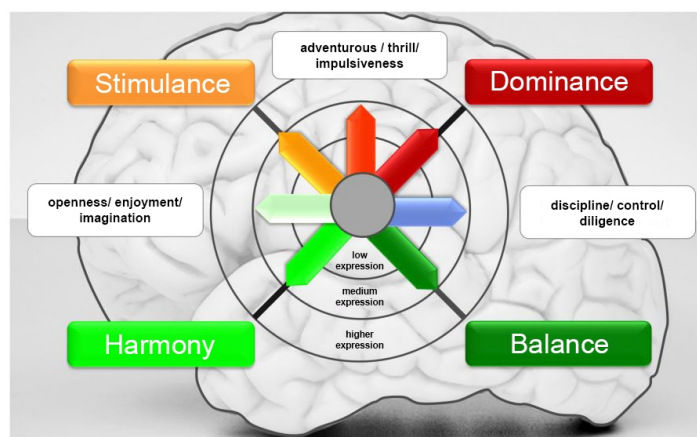 adventurous / thrill/
impulsiveness
Stimulance
Dominance
openness/ enjoyment/
imagination
discipline/ control/
diligence
low
expression
medium
expression
higher
expression
Harmony
Balance